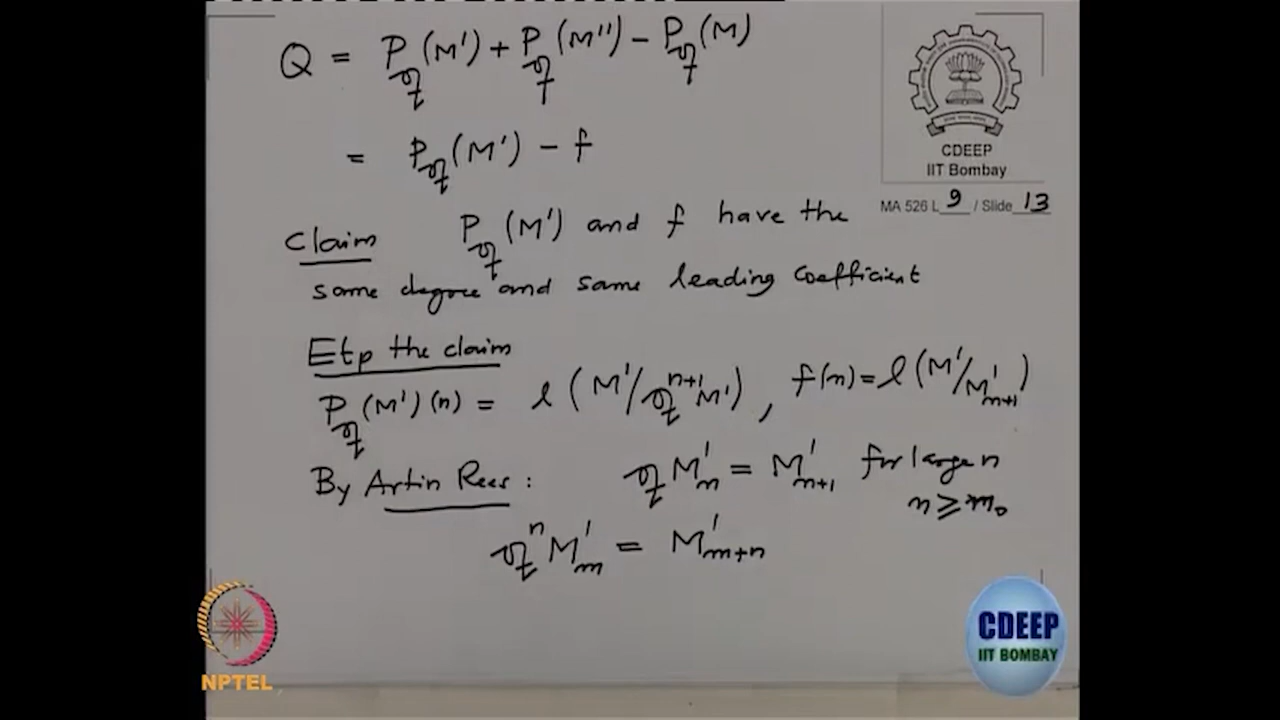 Q = P_𝔮(M') + P_𝔮(M'') − P_𝔮(M)
= P_𝔮(M') − f
CDEEP
IIT Bombay
MA 526 L 9 / Slide 13
Claim P_𝔮(M') and f have the
same degree and same leading coefficient
Etp the claim
P_𝔮(M')(n) = l(M'/𝔮^{n+1}M'), f(n) = l(M'/M'_{n+1})
By Artin Rees: 𝔮M'_m = M'_{m+1} for large n
n ≥ m_0
𝔮^n M'_m = M'_{m+n}
NPTEL
CDEEP
IIT BOMBAY